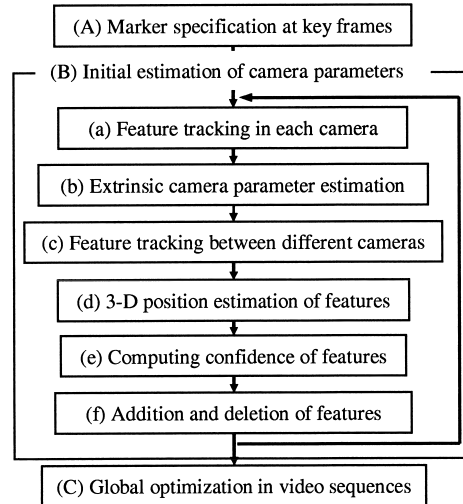 (A) Marker specification at key frames
(B) Initial estimation of camera parameters
(a) Feature tracking in each camera
(b) Extrinsic camera parameter estimation
(c) Feature tracking between different cameras
(d) 3-D position estimation of features
(e) Computing confidence of features
(f) Addition and deletion of features
(C) Global optimization in video sequences